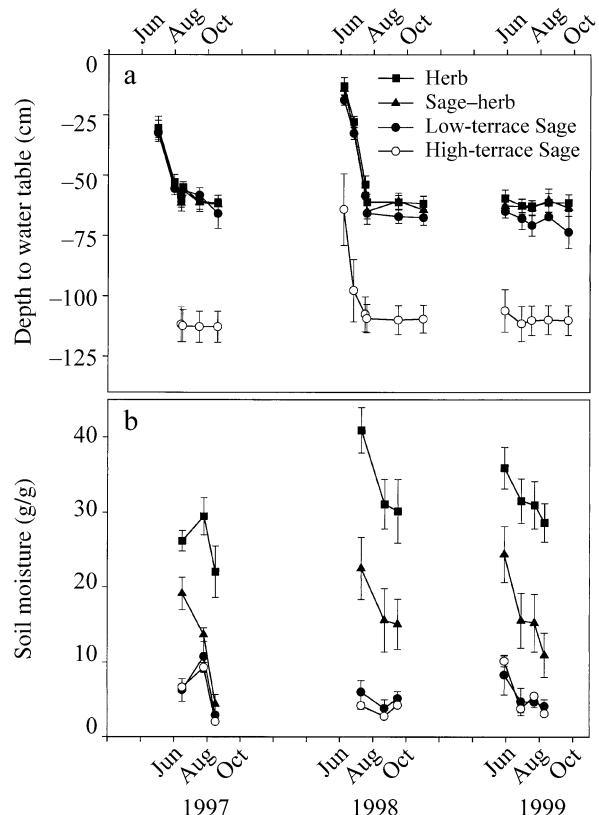 Jun Aug Oct Jun Aug Oct Jun Aug Oct
a
0
−25
−50
−75
−100
−125
Depth to water table (cm)
Herb
Sage–herb
Low-terrace Sage
High-terrace Sage
b
40
30
20
10
0
Soil moisture (g/g)
Jun Aug Oct Jun Aug Oct Jun Aug Oct
1997 1998 1999